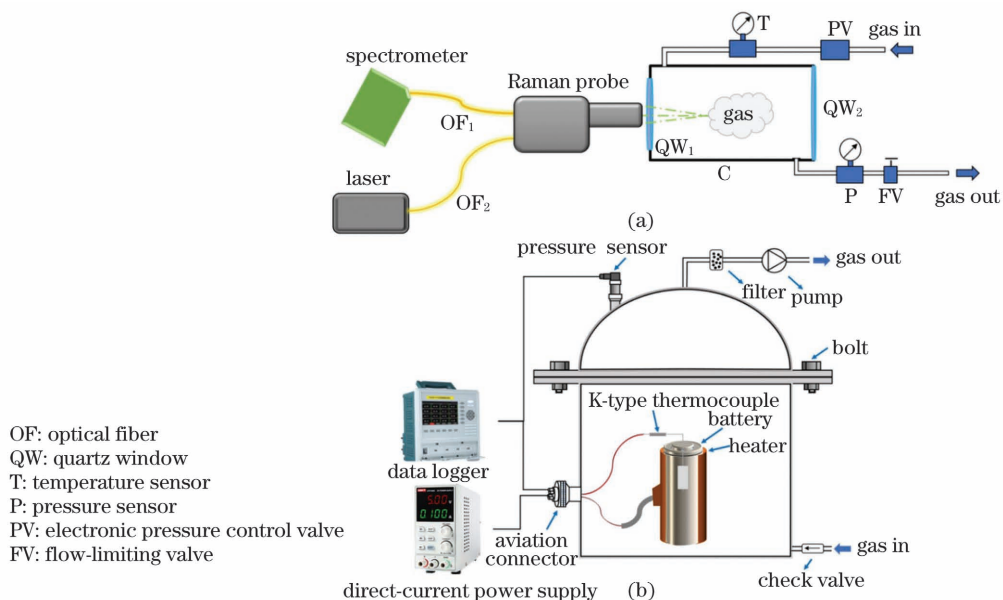 T
PV
gas in
spectrometer
Raman probe
OF₁
gas
QW₂
QW₁
laser
C
OF₂
P
FV
gas out
(a)
pressure
sensor
gas out
filter
pump
bolt
K-type thermocouple
battery
heater
data logger
5.00
0100
aviation
connector
gas in
check valve
direct-current power supply
(b)
OF: optical fiber
QW: quartz window
T: temperature sensor
P: pressure sensor
PV: electronic pressure control valve
FV: flow-limiting valve